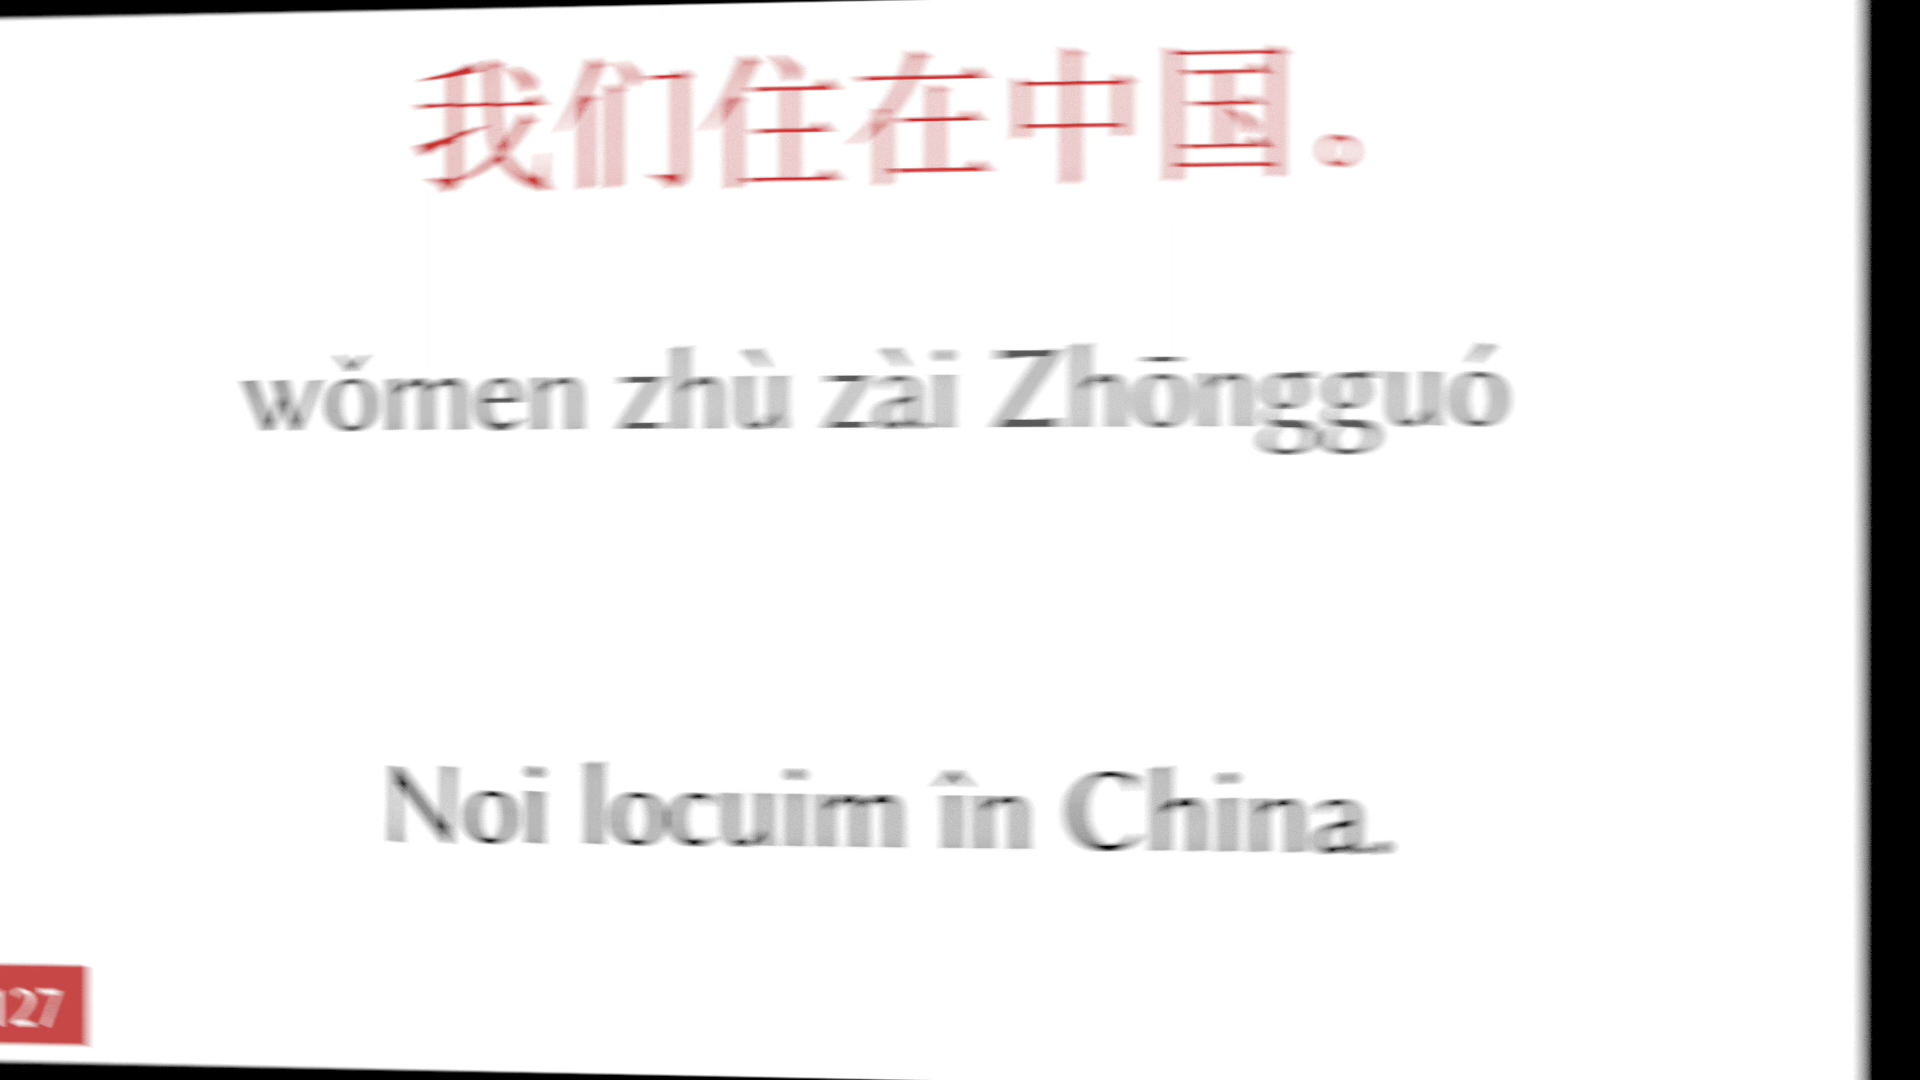 我们住在中国。
wǒmen zhù zài Zhōngguó
Noi locuim în China.
127